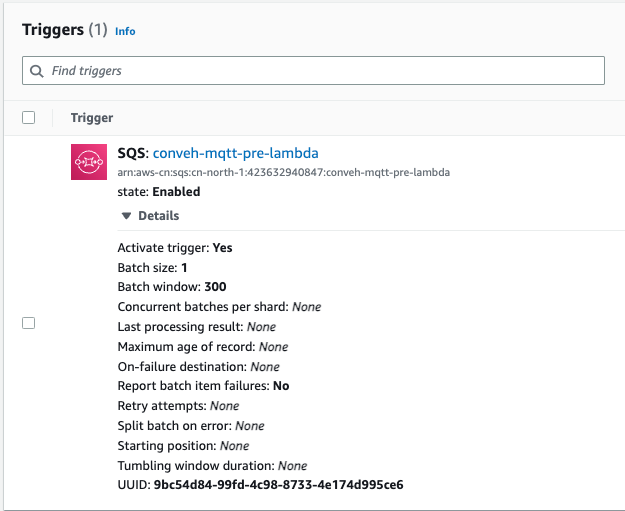 Triggers (1) Info
Find triggers
Trigger
SQS: conveh-mqtt-pre-lambda
arn:aws-cn:sqs:cn-north-1:423632940847:conveh-mqtt-pre-lambda
state: Enabled
▼ Details
Activate trigger: Yes
Batch size: 1
Batch window: 300
Concurrent batches per shard: None
Last processing result: None
Maximum age of record: None
On-failure destination: None
Report batch item failures: No
Retry attempts: None
Split batch on error: None
Starting position: None
Tumbling window duration: None
UUID: 9bc54d84-99fd-4c98-8733-4e174d995ce6